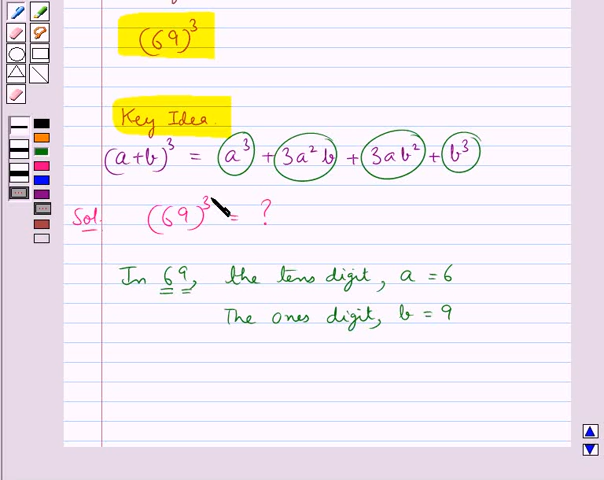 (69)³
Key Idea.
(a+b)³ = a³ + 3a²b + 3ab² + b³
Sol. (69)³ = ?
In 69, the tens digit, a = 6
The ones digit, b = 9